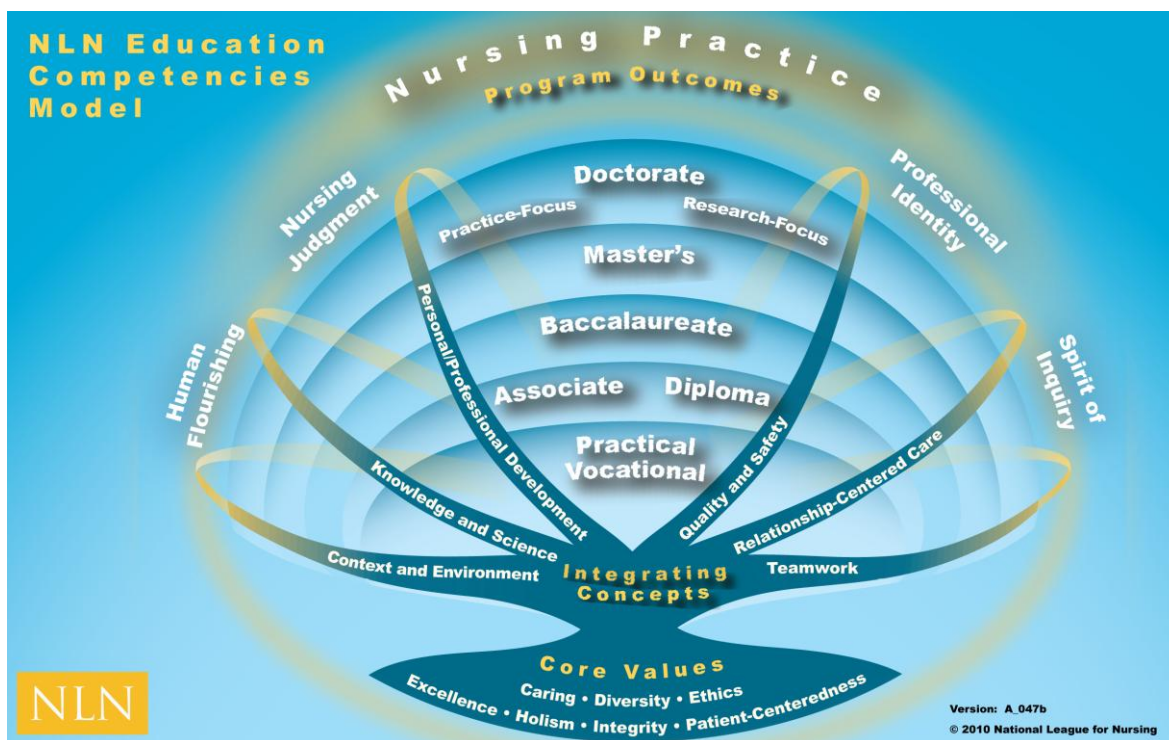 NLN Education
Competencies
Model
Nursing Practice
Program Outcomes
Nursing
Judgment
Professional
Identity
Human
Flourishing
Spirit of
Inquiry
Doctorate
Practice-Focus
Research-Focus
Master's
Baccalaureate
Associate
Diploma
Practical
Vocational
Personal/Professional Development
Quality and Safety
Knowledge and Science
Relationship-Centered Care
Context and Environment
Teamwork
Integrating
Concepts
Core Values
Caring • Diversity • Ethics
Excellence • Holism • Integrity • Patient-Centeredness
NLN
Version: A_047b
© 2010 National League for Nursing